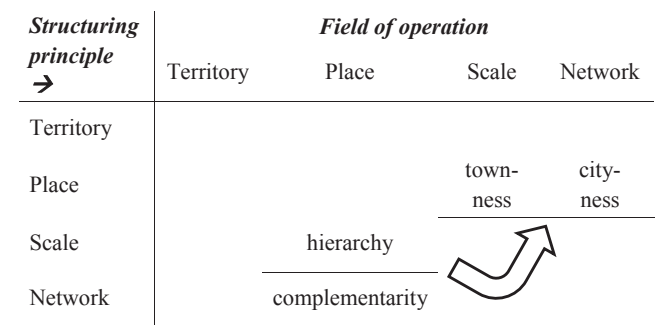 Structuring principle → Field of operation
Territory Place Scale Network
Territory
Place town-ness city-ness
Scale hierarchy
Network complementarity